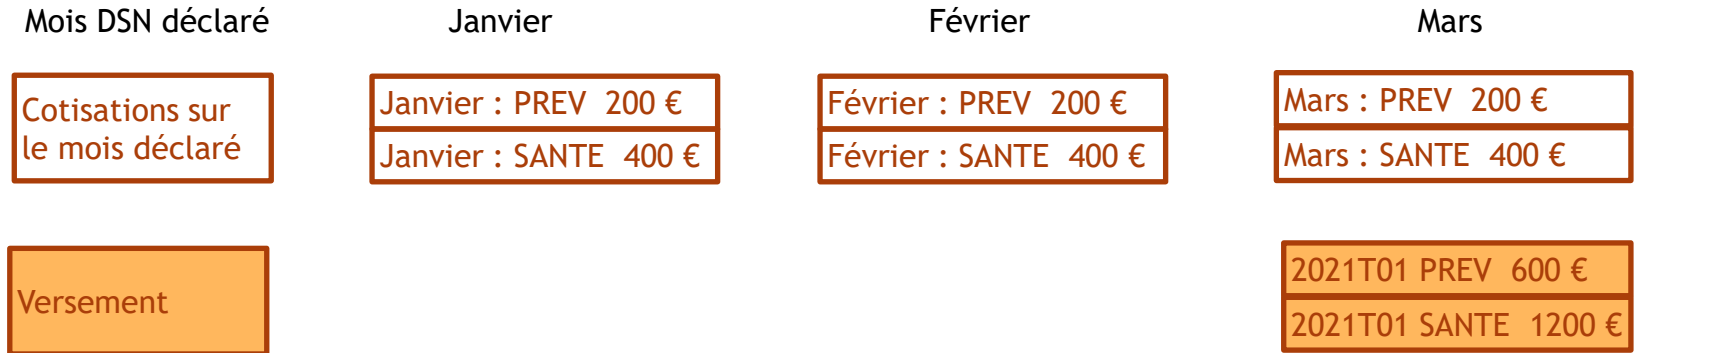 Mois DSN déclaré Janvier Février Mars
Cotisations sur
le mois déclaré
Janvier : PREV 200 €
Janvier : SANTE 400 €
Février : PREV 200 €
Février : SANTE 400 €
Mars : PREV 200 €
Mars : SANTE 400 €
Versement
2021T01 PREV 600 €
2021T01 SANTE 1200 €